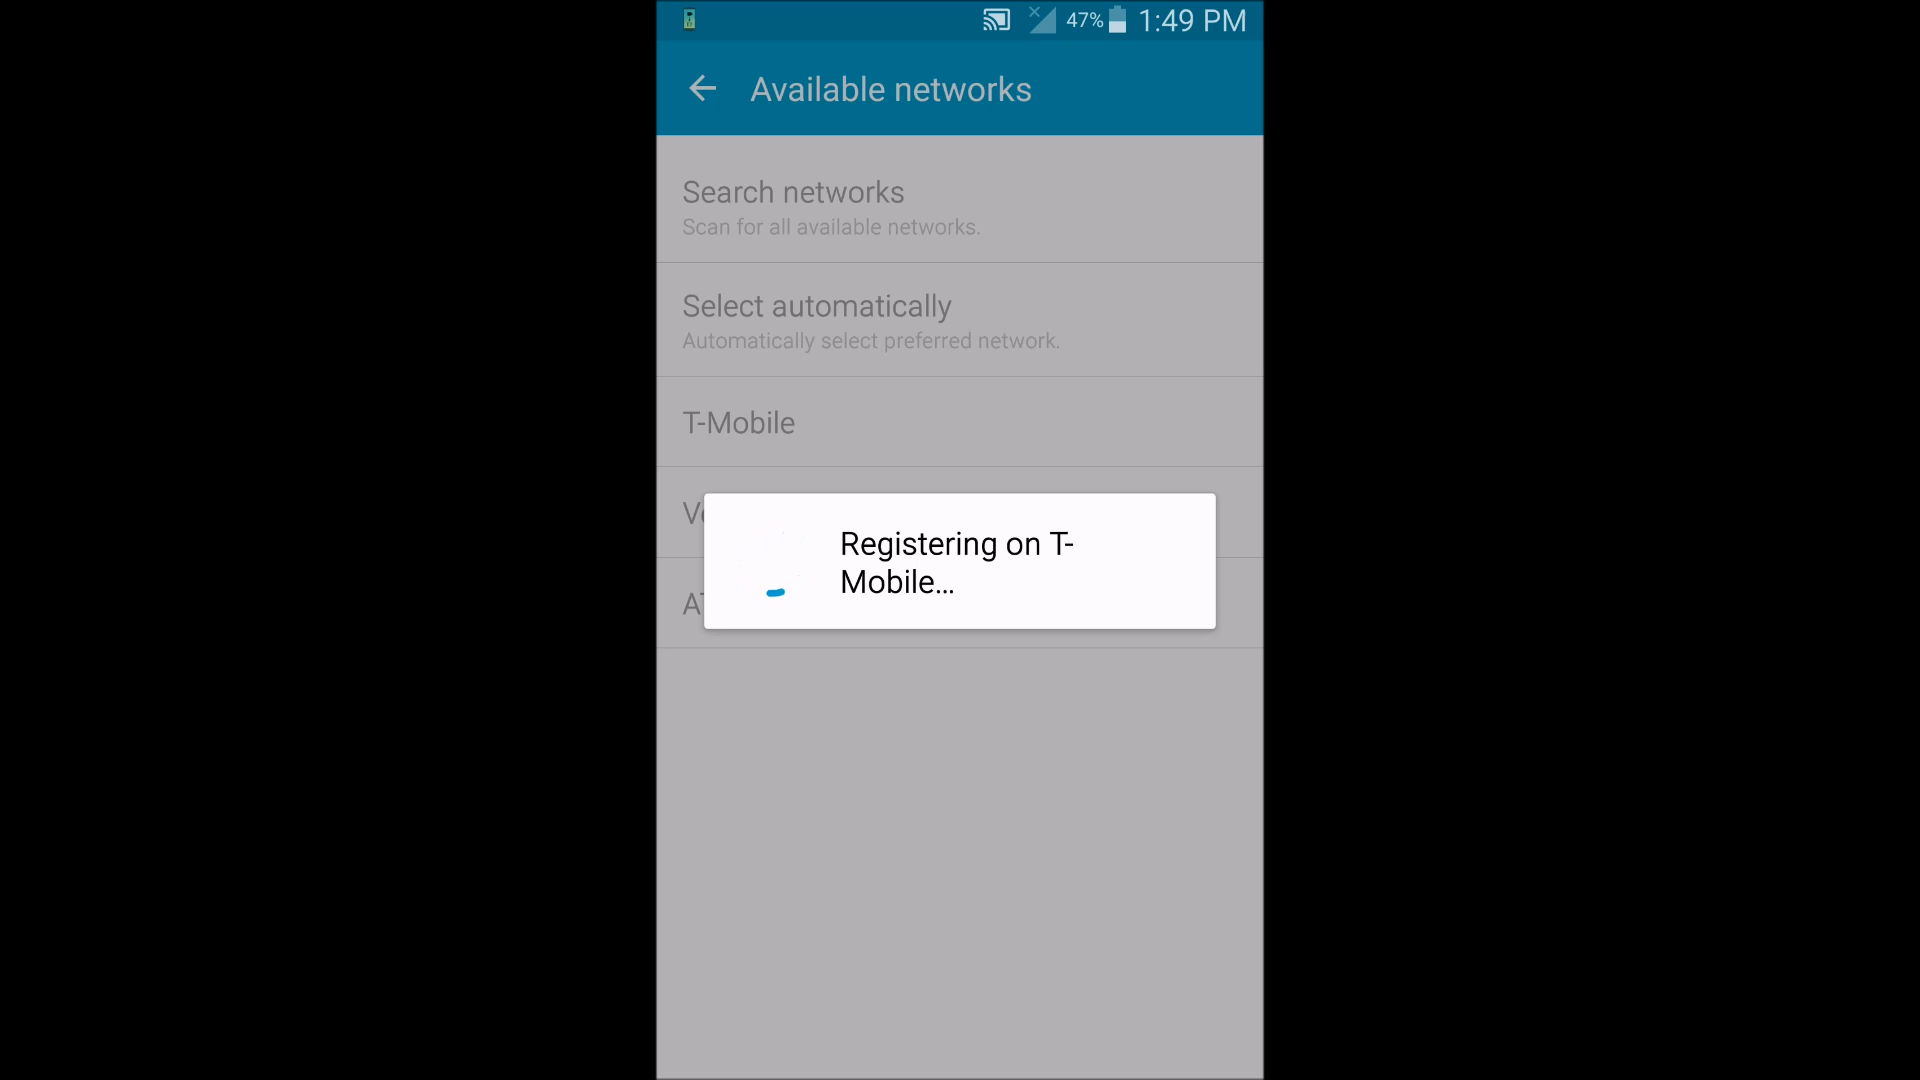 47% 1:49 PM
Available networks
Search networks
Scan for all available networks.
Select automatically
Automatically select preferred network.
T-Mobile
Registering on T-
Mobile...